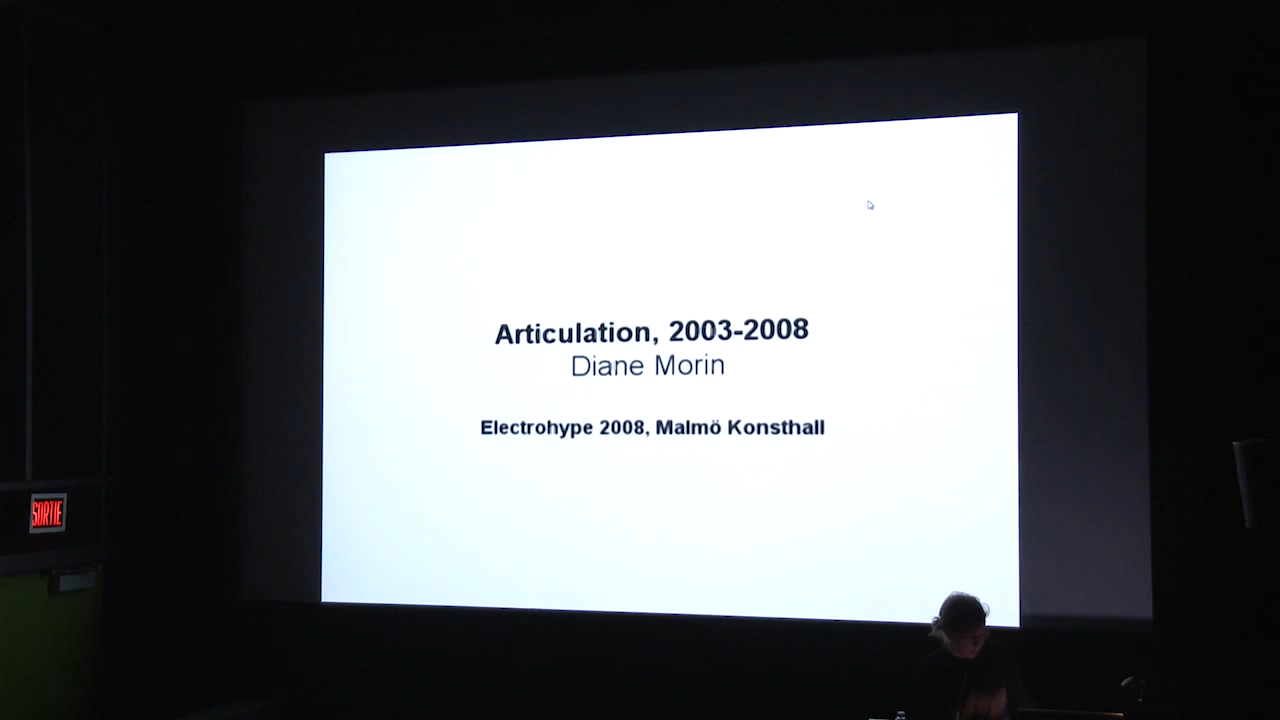 Articulation, 2003-2008
Diane Morin
Electrohype 2008, Malmö Konsthall
SORTIE